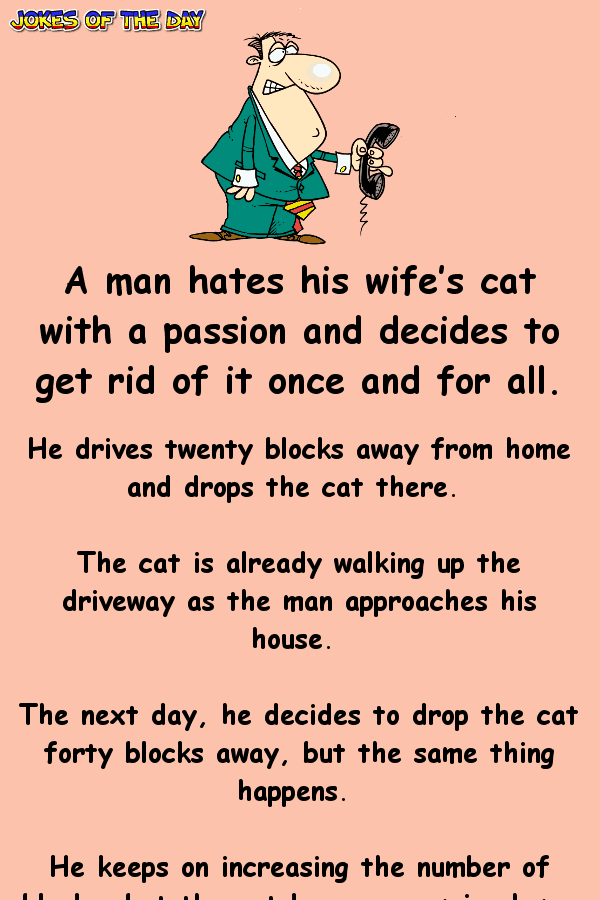 JOKES OF THE DAY
A man hates his wife's cat
with a passion and decides to
get rid of it once and for all.
He drives twenty blocks away from home
and drops the cat there.
The cat is already walking up the
driveway as the man approaches his
house.
The next day, he decides to drop the cat
forty blocks away, but the same thing
happens.
He keeps on increasing the number of